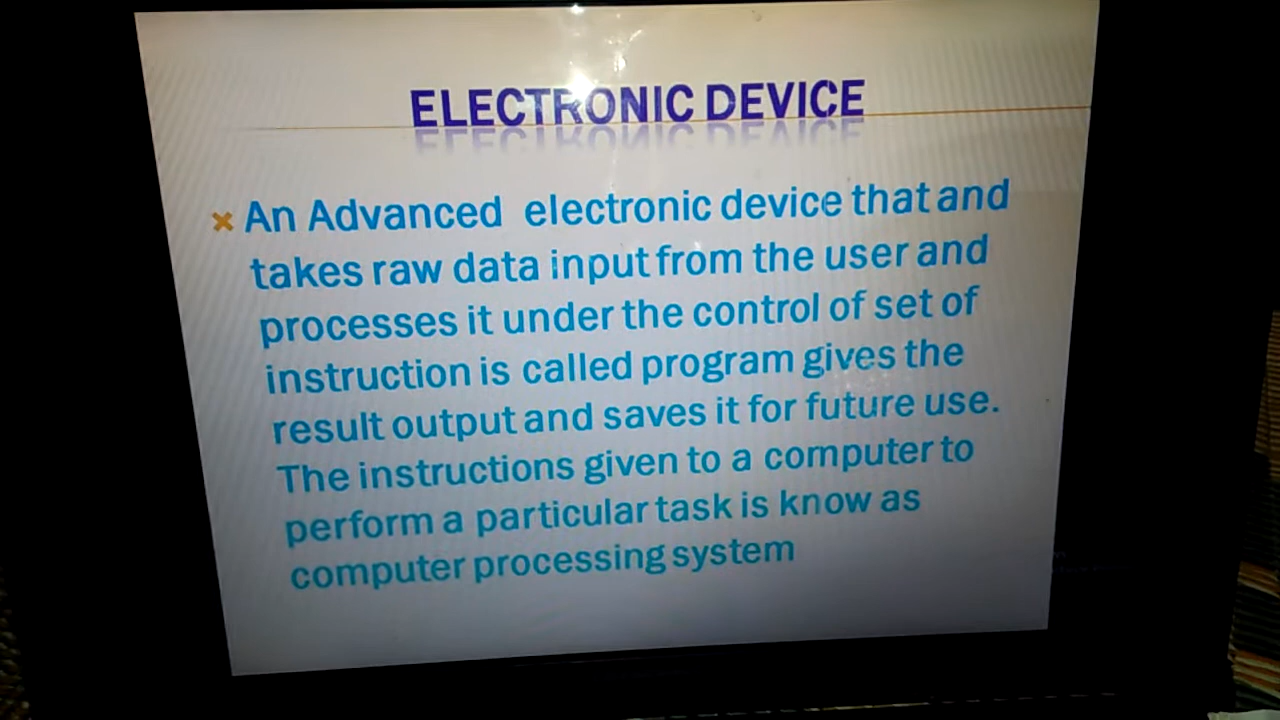 ELECTRONIC DEVICE
An Advanced electronic device that and
takes raw data input from the user and
processes it under the control of set of
instruction is called program gives the
result output and saves it for future use.
The instructions given to a computer to
perform a particular task is know as
computer processing system